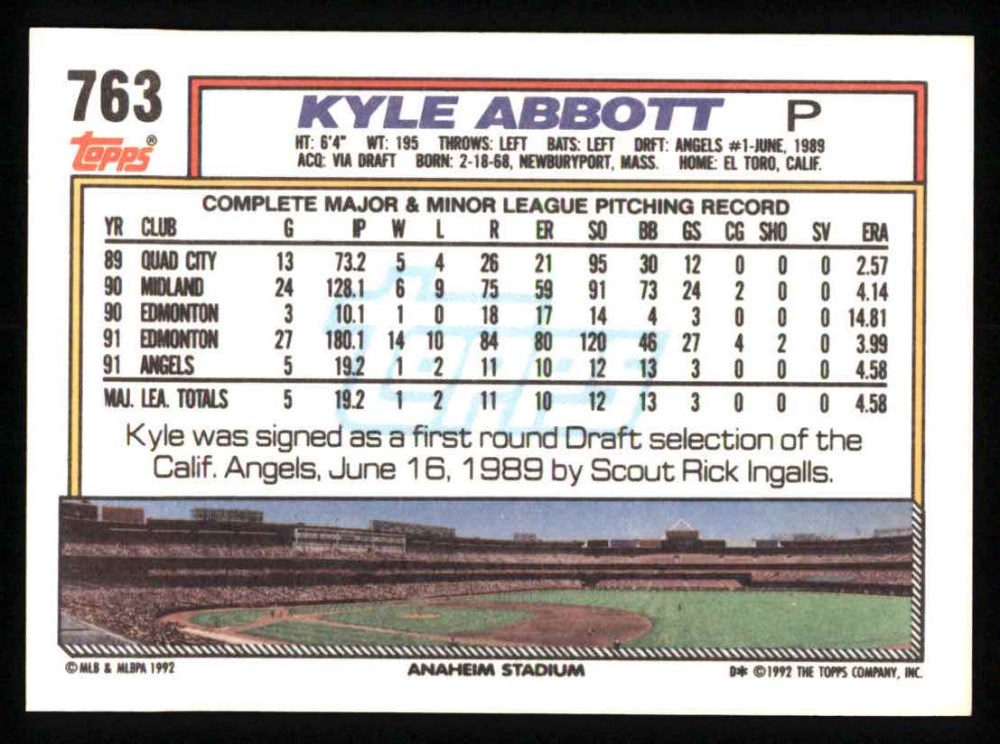 763
Topps®
KYLE ABBOTT P
HT: 6'4" WT: 195 THROWS: LEFT BATS: LEFT DRFT: ANGELS #1-JUNE, 1989
ACQ: VIA DRAFT BORN: 2-18-68, NEWBURYPORT, MASS. HOME: EL TORO, CALIF.
COMPLETE MAJOR & MINOR LEAGUE PITCHING RECORD
YR CLUB G IP W L R ER SO BB GS CG SHO SV ERA
89 QUAD CITY 13 73.2 5 4 26 21 95 30 12 0 0 0 2.57
90 MIDLAND 24 128.1 6 9 75 59 91 73 24 2 0 0 4.14
90 EDMONTON 3 10.1 1 0 18 17 14 4 3 0 0 0 14.81
91 EDMONTON 27 180.1 14 10 84 80 120 46 27 4 2 0 3.99
91 ANGELS 5 19.2 1 2 11 10 12 13 3 0 0 0 4.58
MAJ. LEA. TOTALS 5 19.2 1 2 11 10 12 13 3 0 0 0 4.58
Topps
Kyle was signed as a first round Draft selection of the
Calif. Angels, June 16, 1989 by Scout Rick Ingalls.
© MLB & MLBPA 1992 ANAHEIM STADIUM D* © 1992 THE TOPPS COMPANY, INC.